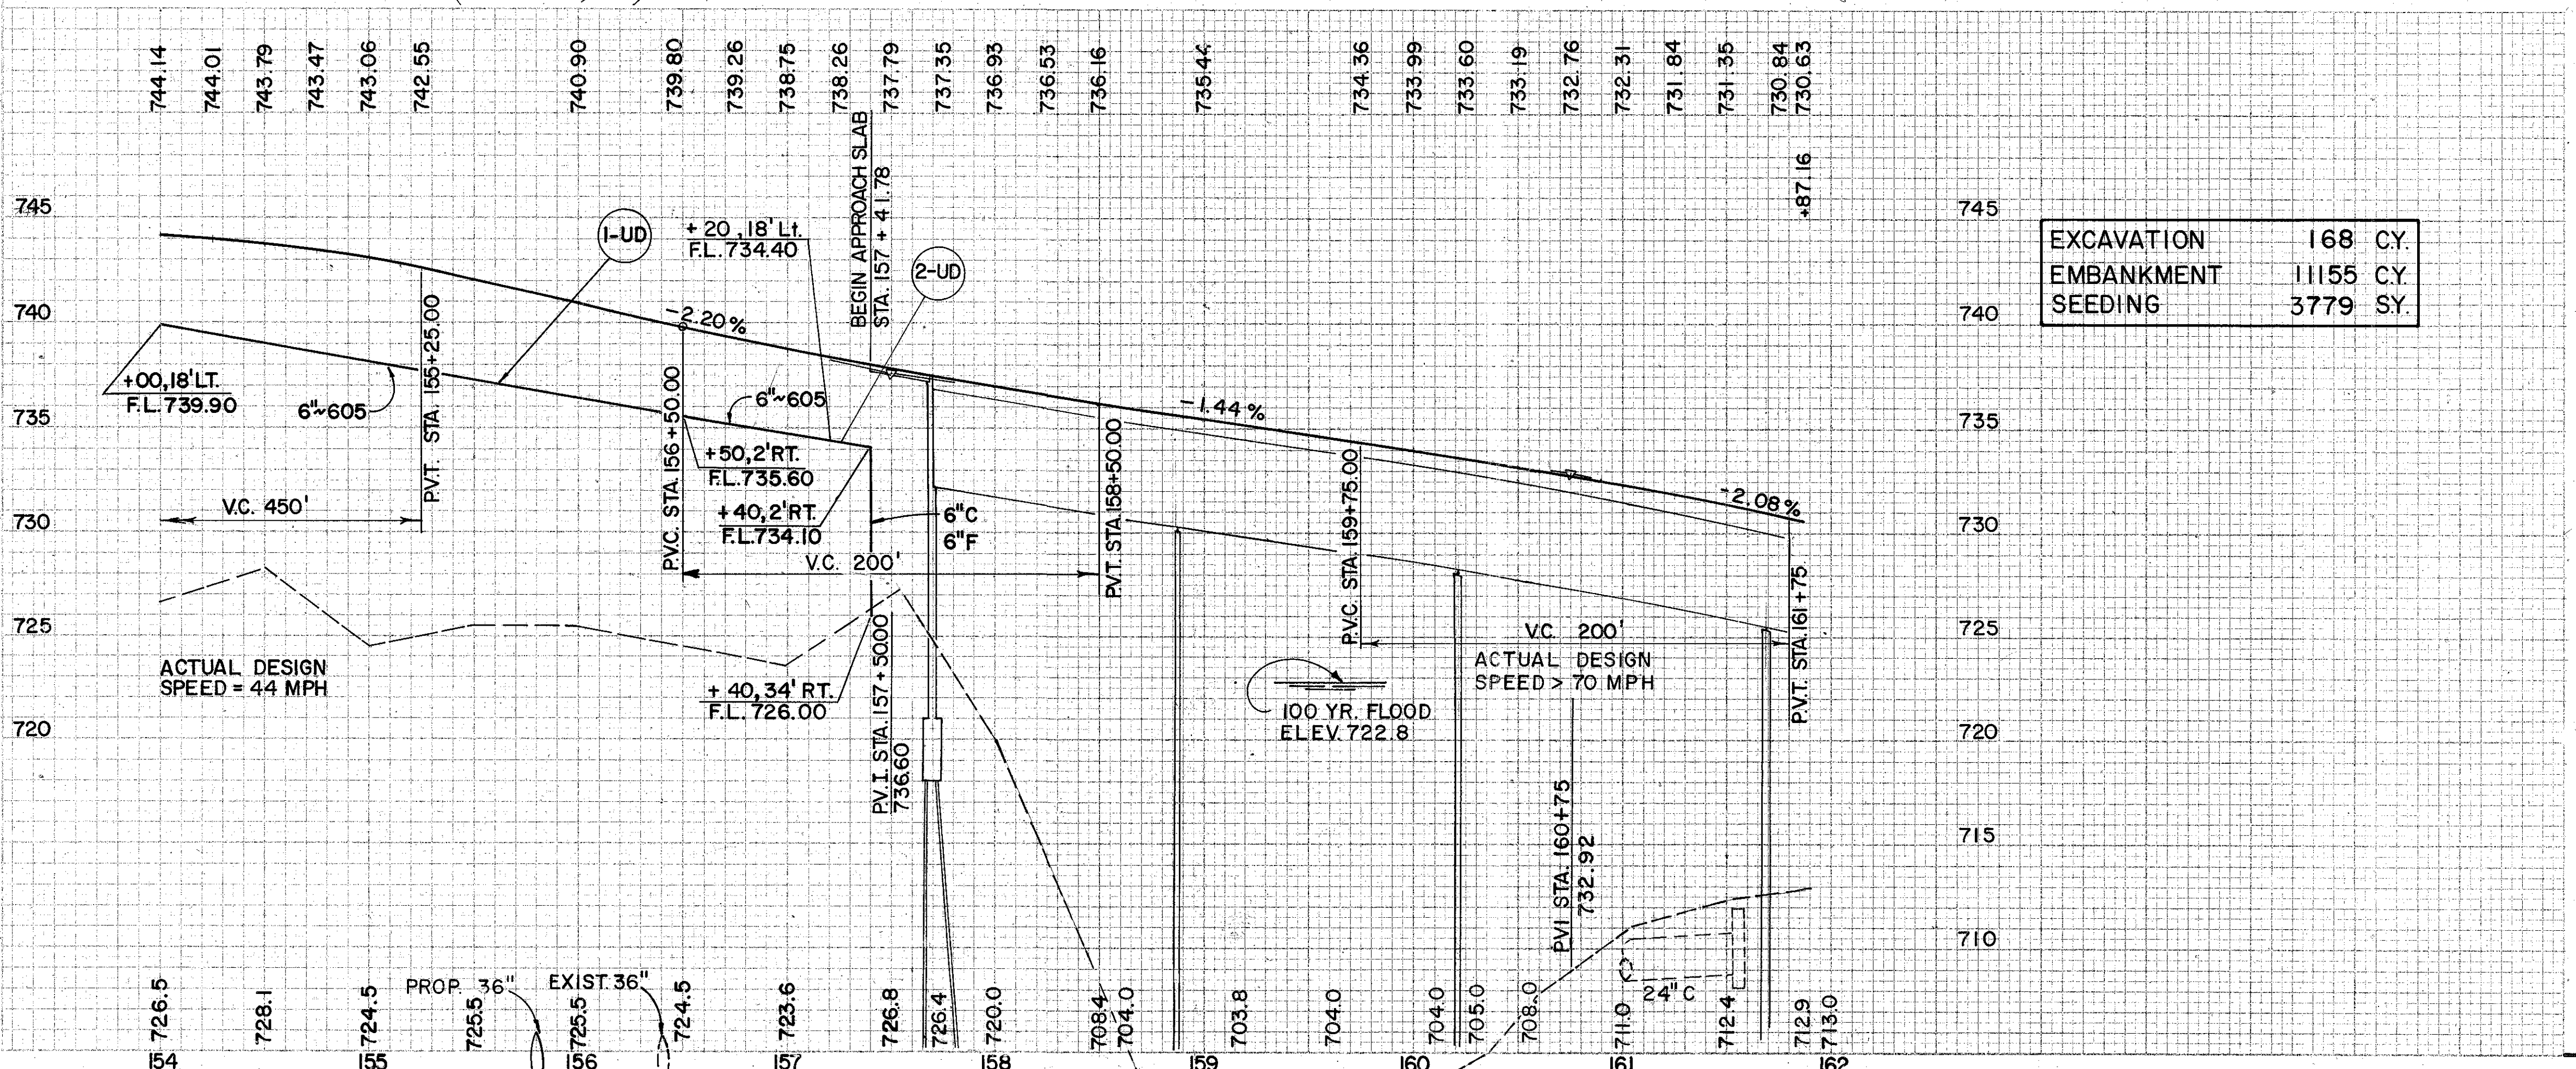 744.14
744.01
743.79
743.47
743.06
742.55
740.90
739.80
739.26
738.75
738.26
737.79
737.35
736.93
736.53
736.16
735.44
734.36
733.99
733.60
733.19
732.76
732.31
731.84
731.35
730.84
730.63
+87.16
BEGIN APPROACH SLAB
STA. 157 + 41.78
745
740
735
730
725
720
1-UD
+ 20, 18' Lt.
F.L. 734.40
2-UD
-2.20%
+00, 18' LT.
F.L. 739.90
6"~605
P.V.T. STA. 155+25.00
V.C. 450'
P.V.C. STA. 156+50.00
6"~605
+50, 2' RT.
F.L. 735.60
+40, 2' RT.
F.L. 734.10
6"C
6"F
V.C. 200'
-1.44%
P.V.T. STA. 158+50.00
P.V.C. STA. 159+75.00
-2.08%
V.C. 200'
P.V.T. STA. 161+75
ACTUAL DESIGN
SPEED = 44 MPH
+ 40, 34' RT.
F.L. 726.00
P.V.I. STA. 157+50.00
736.60
100 YR. FLOOD
ELEV. 722.8
ACTUAL DESIGN
SPEED > 70 MPH
PVI STA. 160+75
732.92
745
740
735
730
725
720
715
710
EXCAVATION 168 C.Y.
EMBANKMENT 11155 C.Y.
SEEDING 3779 S.Y.
PROP. 36"
EXIST. 36"
24" C
726.5
728.1
724.5
725.5
725.5
724.5
723.6
726.8
726.4
720.0
708.4
704.0
703.8
704.0
704.0
705.0
708.0
711.0
712.4
712.9
713.0
154
155
156
157
158
159
160
161
162